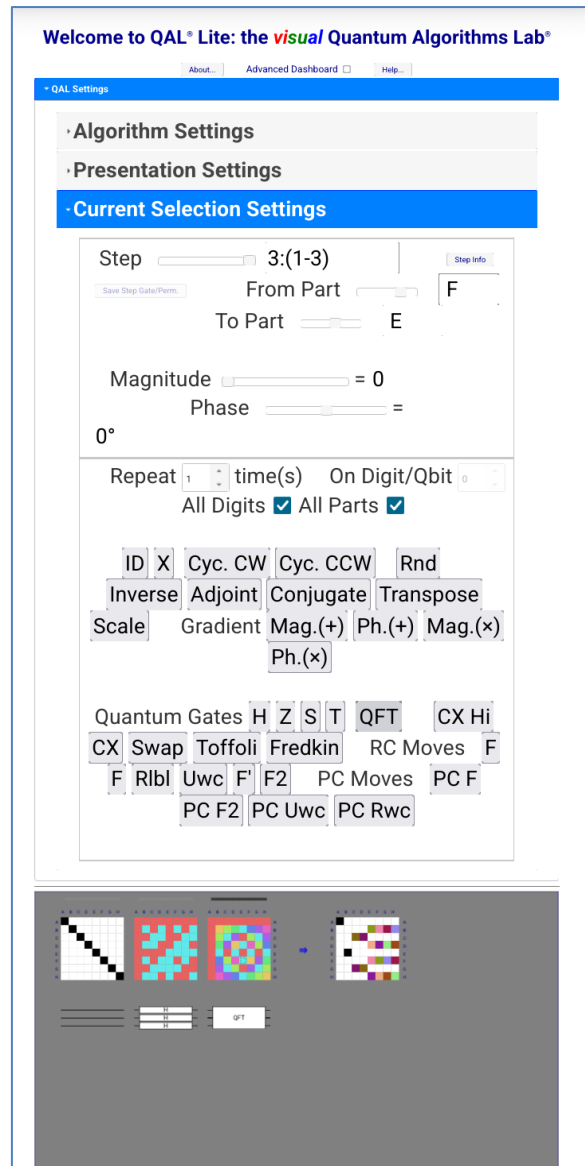 Welcome to QAL® Lite: the visual Quantum Algorithms Lab®
About... Advanced Dashboard Help...
QAL Settings
Algorithm Settings
Presentation Settings
Current Selection Settings
Step 3:(1-3) Step Info
Save Step Gate/Perm. From Part F
To Part E
Magnitude = 0
Phase =
0°
Repeat 1 time(s) On Digit/Qbit 0
All Digits All Parts
ID X Cyc. CW Cyc. CCW Rnd
Inverse Adjoint Conjugate Transpose
Scale Gradient Mag.(+) Ph.(+) Mag.(×)
Ph.(×)
Quantum Gates H Z S T QFT CX Hi
CX Swap Toffoli Fredkin RC Moves F
F Rlbl Uwc F' F2 PC Moves PC F
PC F2 PC Uwc PC Rwc
A B C D E F G H A B C D E F G H A B C D E F G H A B C D E F G H
H
H QFT
H